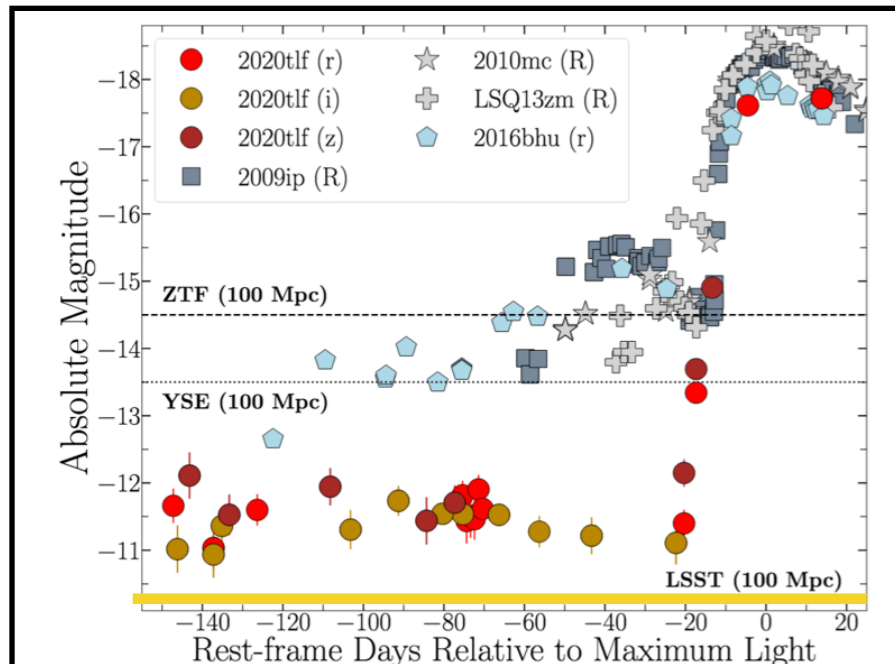 2020tlf (r)
2020tlf (i)
2020tlf (z)
2009ip (R)
2010mc (R)
LSQ13zm (R)
2016bhu (r)
−18
−17
−16
−15
−14
−13
−12
−11
Absolute Magnitude
ZTF (100 Mpc)
YSE (100 Mpc)
LSST (100 Mpc)
−140 −120 −100 −80 −60 −40 −20 0 20
Rest-frame Days Relative to Maximum Light